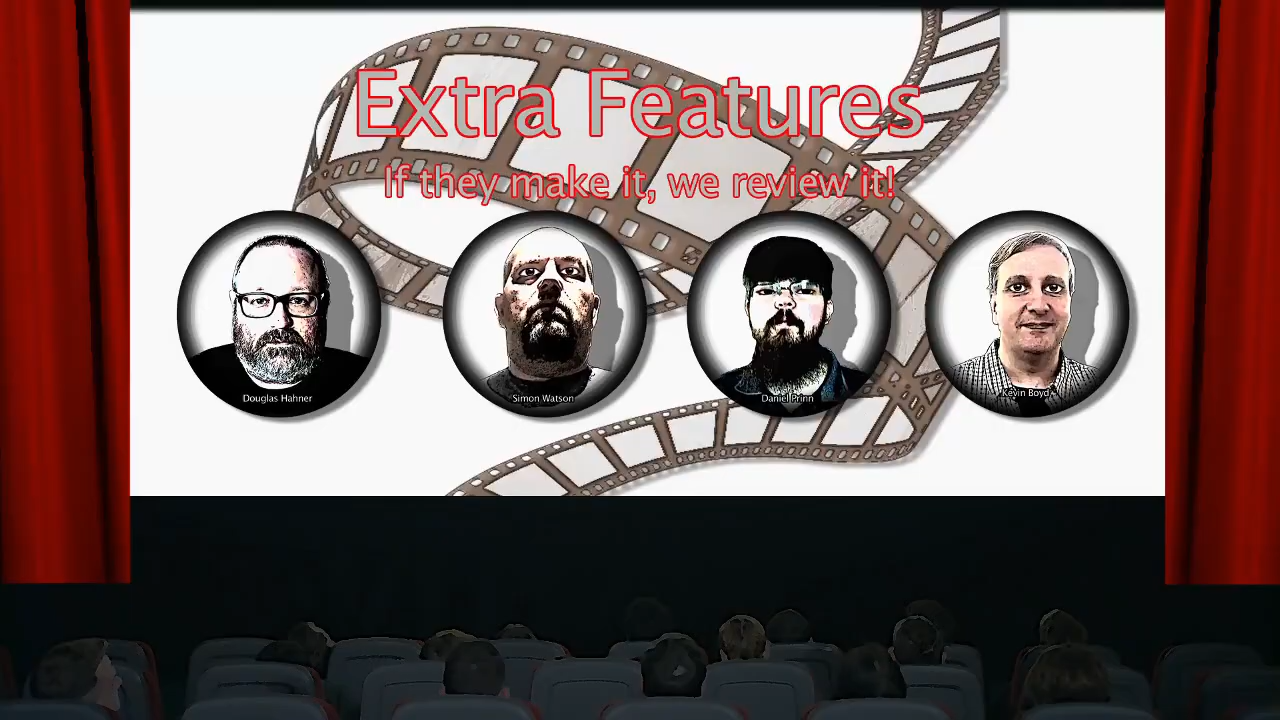 Extra Features
If they make it, we review it!
Douglas Hahner
Simon Watson
Daniel Prinn
Kevin Boyd